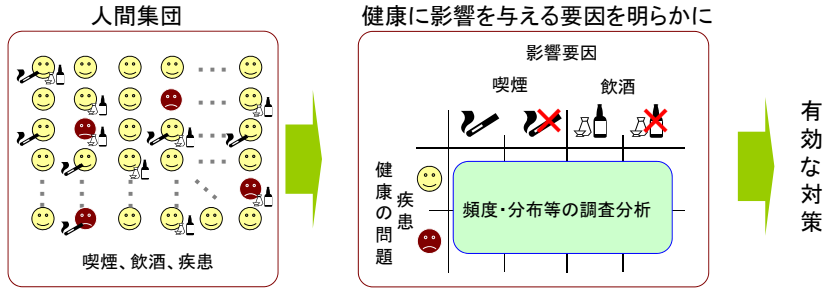 人間集団
喫煙、飲酒、疾患
健康に影響を与える要因を明らかに
影響要因
喫煙
飲酒
健康の問題
疾患
頻度・分布等の調査分析
有効な対策